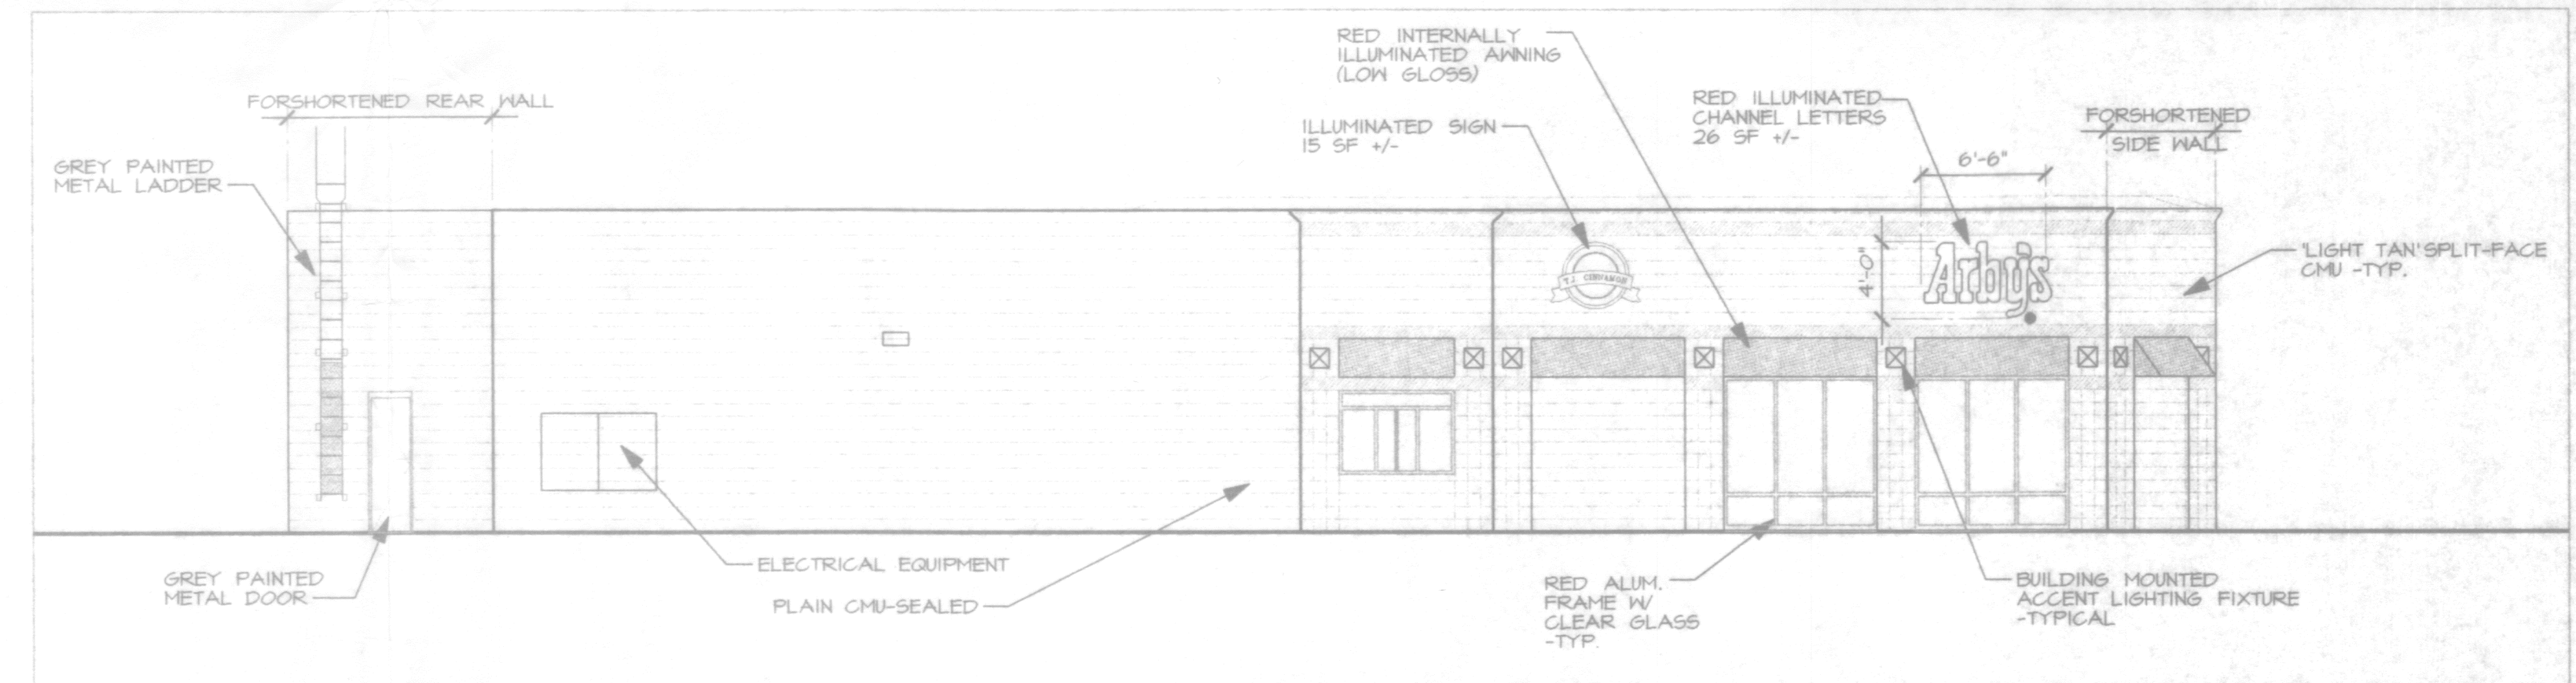 FORSHORTENED REAR WALL
GREY PAINTED
METAL LADDER
RED INTERNALLY
ILLUMINATED AWNING
(LOW GLOSS)
ILLUMINATED SIGN
15 SF +/-
RED ILLUMINATED
CHANNEL LETTERS
26 SF +/-
FORSHORTENED
SIDE WALL
6'-6"
4'-0"
T.J. CINNAMON
Arby's
'LIGHT TAN' SPLIT-FACE
CMU -TYP.
GREY PAINTED
METAL DOOR
ELECTRICAL EQUIPMENT
PLAIN CMU-SEALED
RED ALUM.
FRAME W/
CLEAR GLASS
-TYP.
BUILDING MOUNTED
ACCENT LIGHTING FIXTURE
-TYPICAL